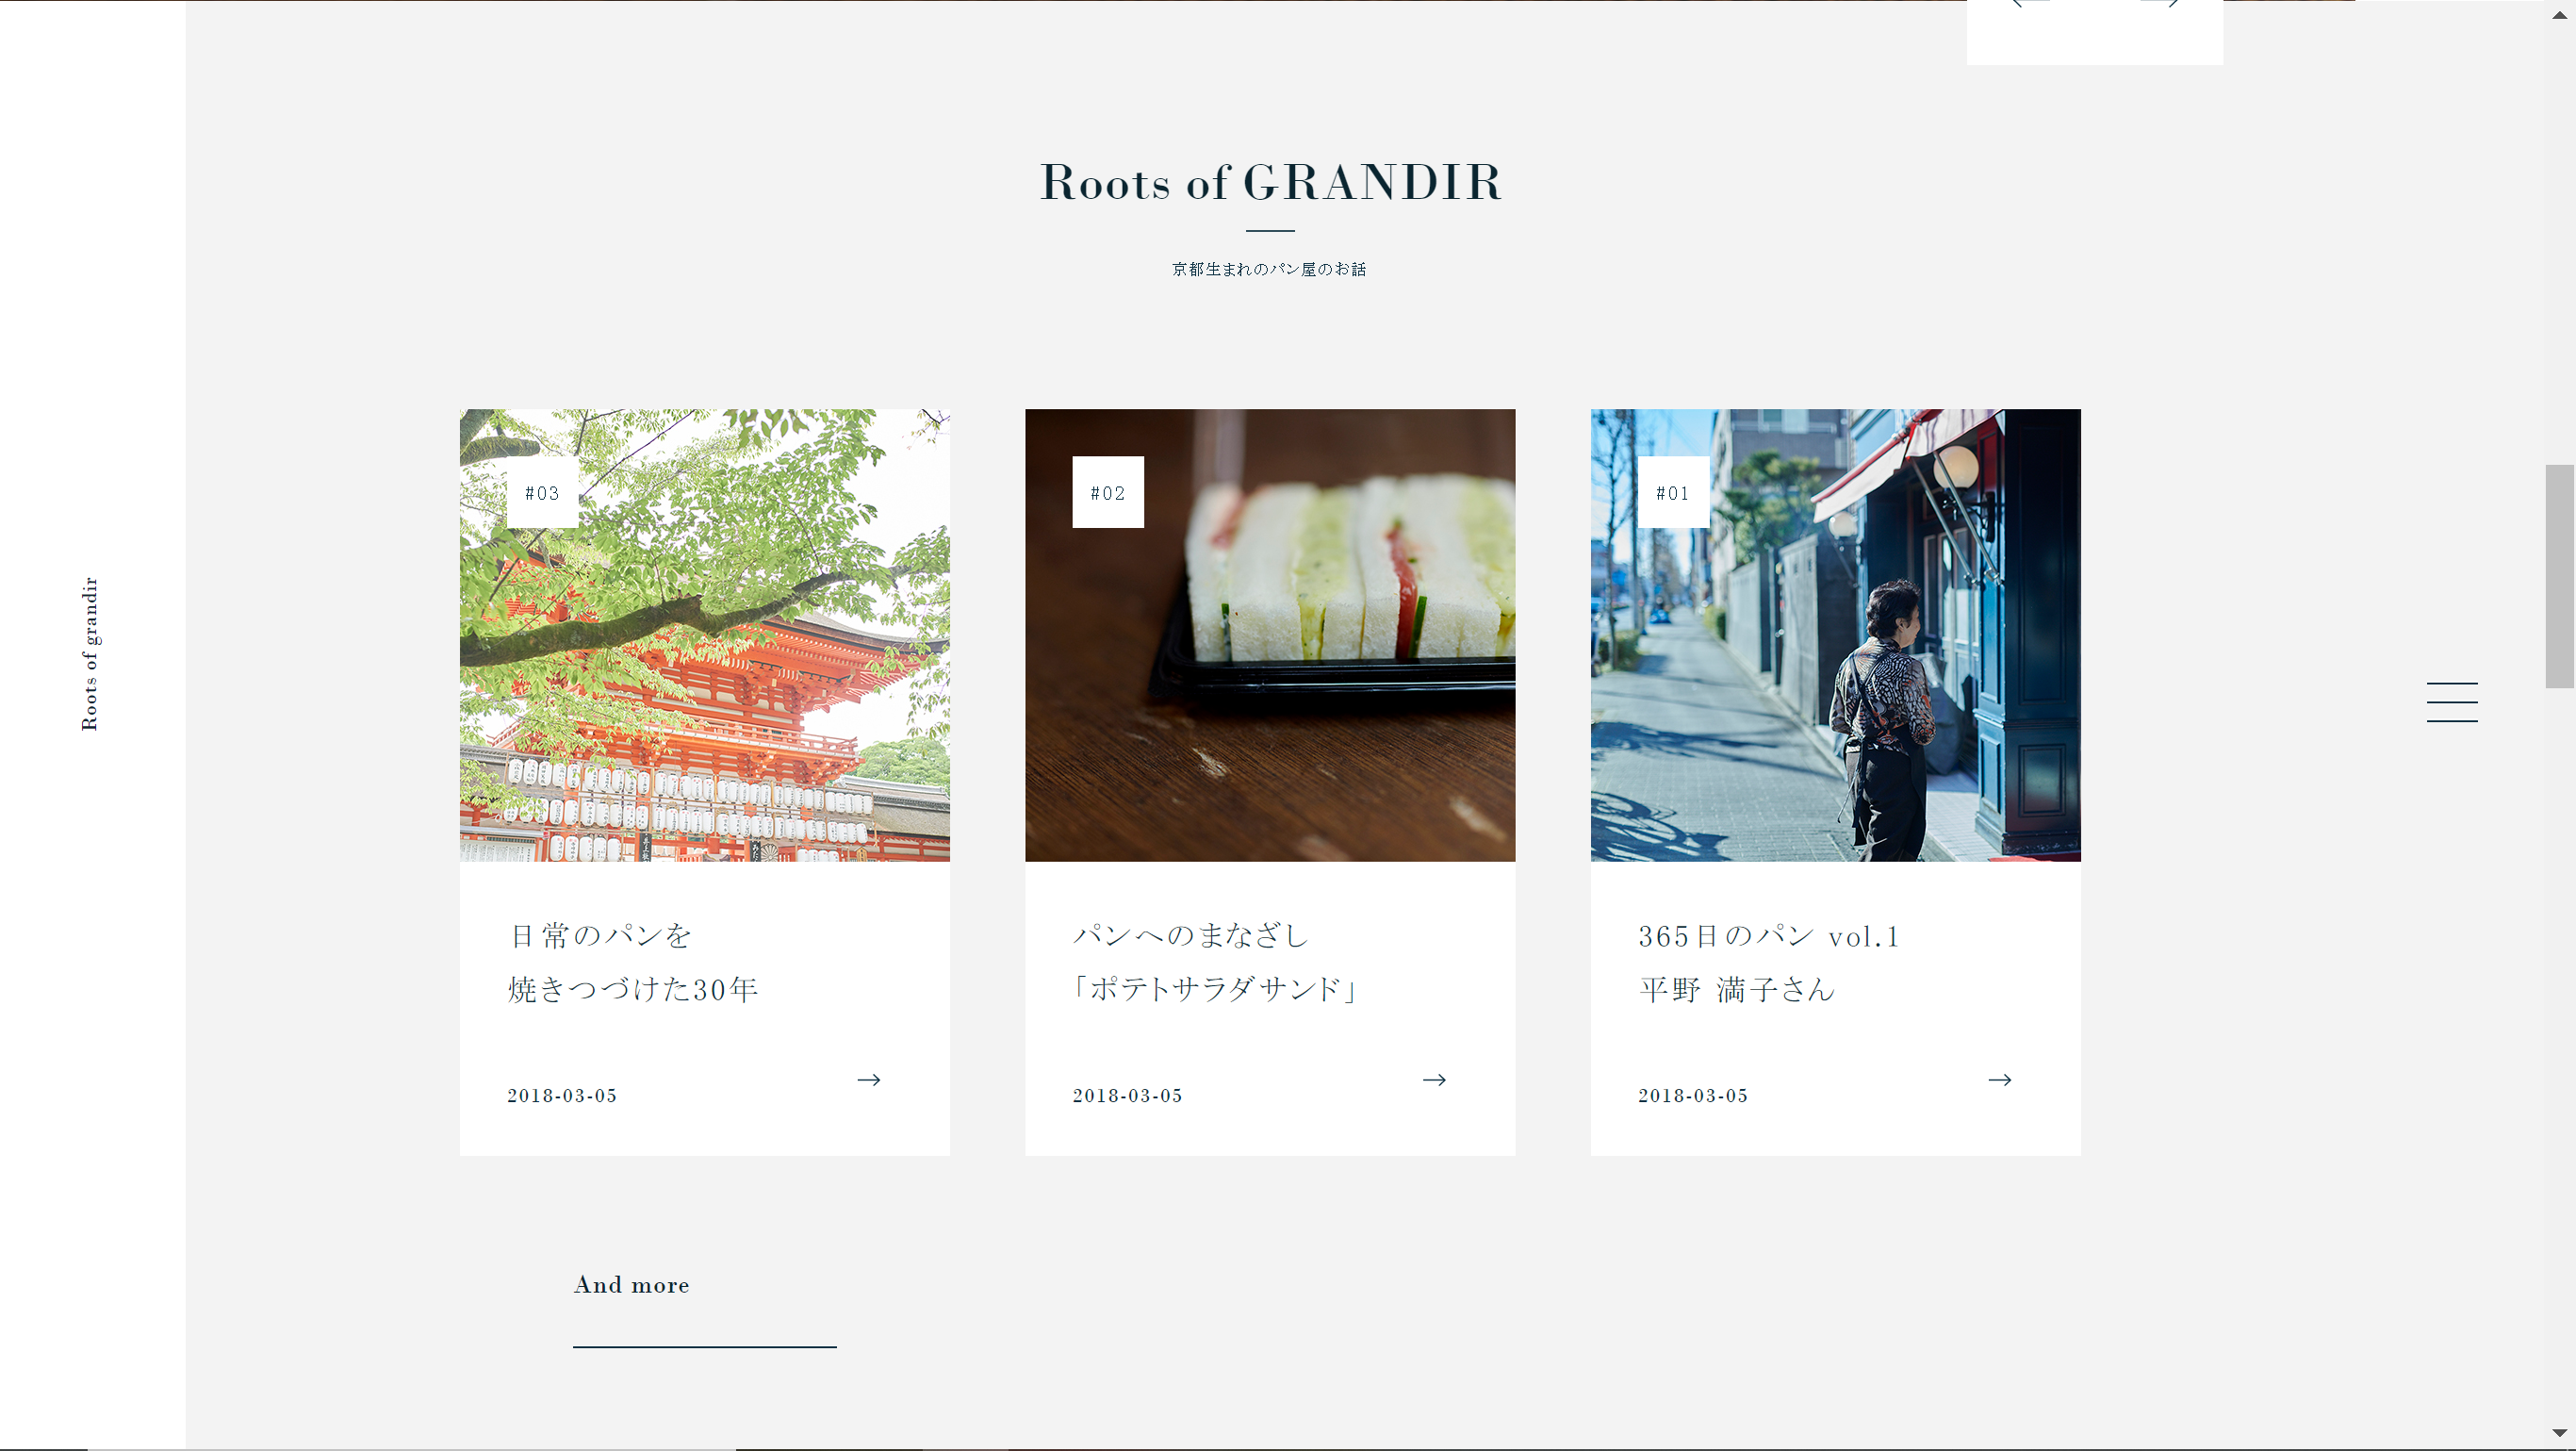 Roots of GRANDIR
京都生まれのパン屋のお話
Roots of grandir
#03
日常のパンを
焼きつづけた30年
2018-03-05
#02
パンへのまなざし
「ポテトサラダサンド」
2018-03-05
#01
365日のパン vol.1
平野 満子さん
2018-03-05
And more